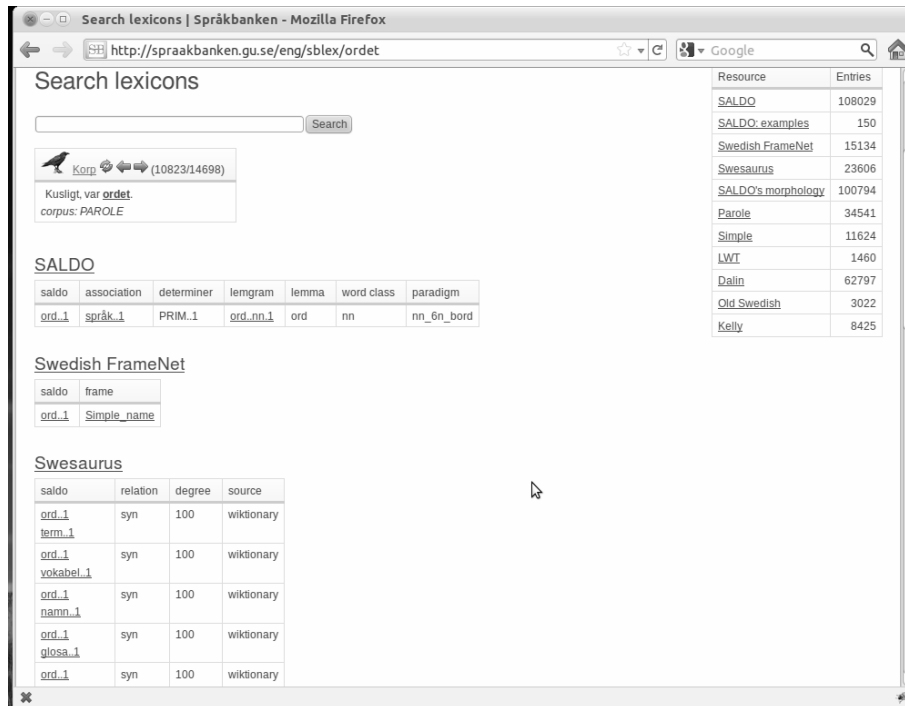 Search lexicons | Språkbanken - Mozilla Firefox
SB http://spraakbanken.gu.se/eng/sblex/ordet Google
Search lexicons
Search
Korp (10823/14698)
Kusligt, var ordet.
corpus: PAROLE
SALDO
saldo association determiner lemgram lemma word class paradigm
ord..1 språk..1 PRIM..1 ord..nn.1 ord nn nn_6n_bord
Swedish FrameNet
saldo frame
ord..1 Simple_name
Swesaurus
saldo relation degree source
ord..1 syn 100 wiktionary
term..1
ord..1 syn 100 wiktionary
vokabel..1
ord..1 syn 100 wiktionary
namn..1
ord..1 syn 100 wiktionary
glosa..1
ord..1 syn 100 wiktionary
Resource Entries
SALDO 108029
SALDO: examples 150
Swedish FrameNet 15134
Swesaurus 23606
SALDO's morphology 100794
Parole 34541
Simple 11624
LWT 1460
Dalin 62797
Old Swedish 3022
Kelly 8425